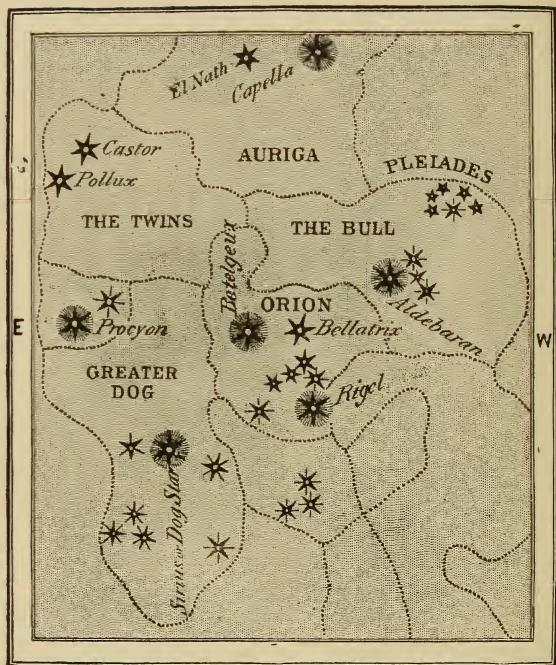 El Nath
Capella
Castor
Pollux
AURIGA
PLEIADES
THE TWINS
THE BULL
Betelgeux
ORION
Bellatrix
Aldebaran
Procyon
E
W
GREATER
DOG
Rigel
Sirius or Dog Star